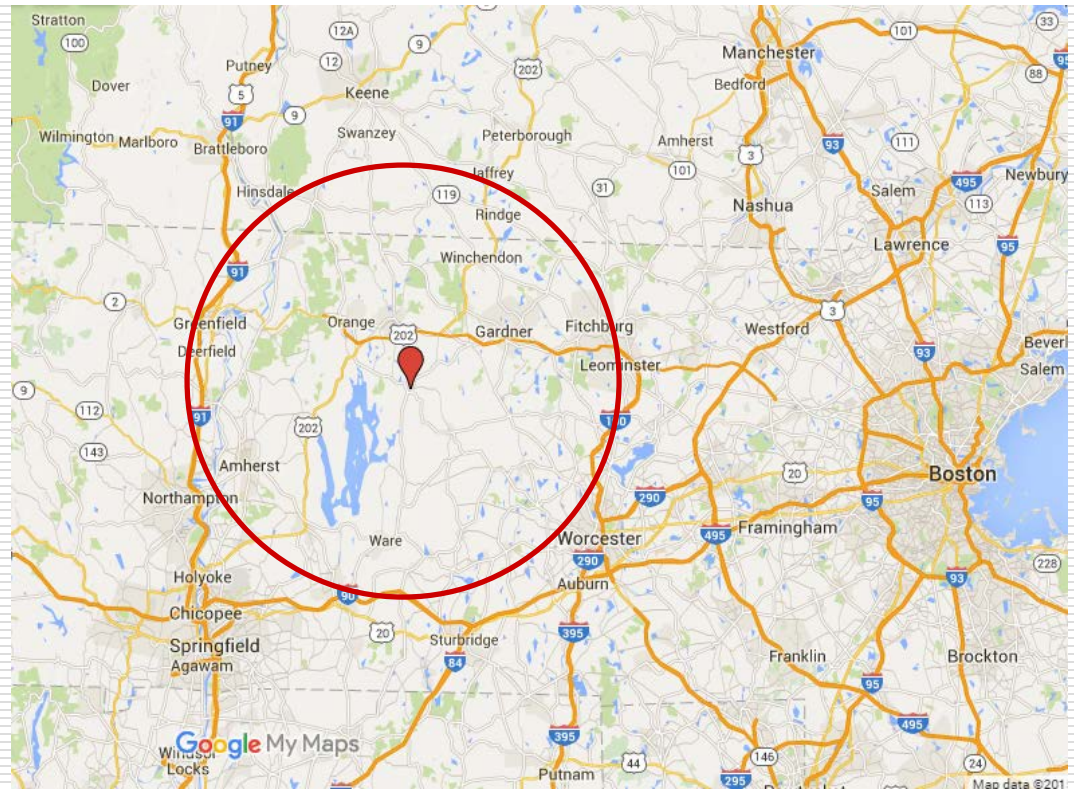 Stratton
100
12A
9
33
101
Manchester
95
Putney
12
202
88
Dover
5
Keene
Bedford
91
9
Wilmington
Marlboro
Brattleboro
Swanzey
Peterborough
Amherst
3
93
111
Jaffrey
101
495
Newbury
Hinsdale
119
31
Salem
113
Rindge
Nashua
Lawrence
95
91
Winchendon
2
3
Greenfield
Orange
202
Gardner
Fitchburg
Westford
Deerfield
93
Beverl
Leominster
Salem
9
112
91
202
143
Amherst
20
Boston
Northampton
290
95
Framingham
Ware
Worcester
495
290
228
Holyoke
90
Auburn
93
Chicopee
20
Springfield
Sturbridge
395
Agawam
84
Franklin
Brockton
95
Google My Maps
Windsor
Locks
395
495
44
146
24
Putnam
295
Map data ©201